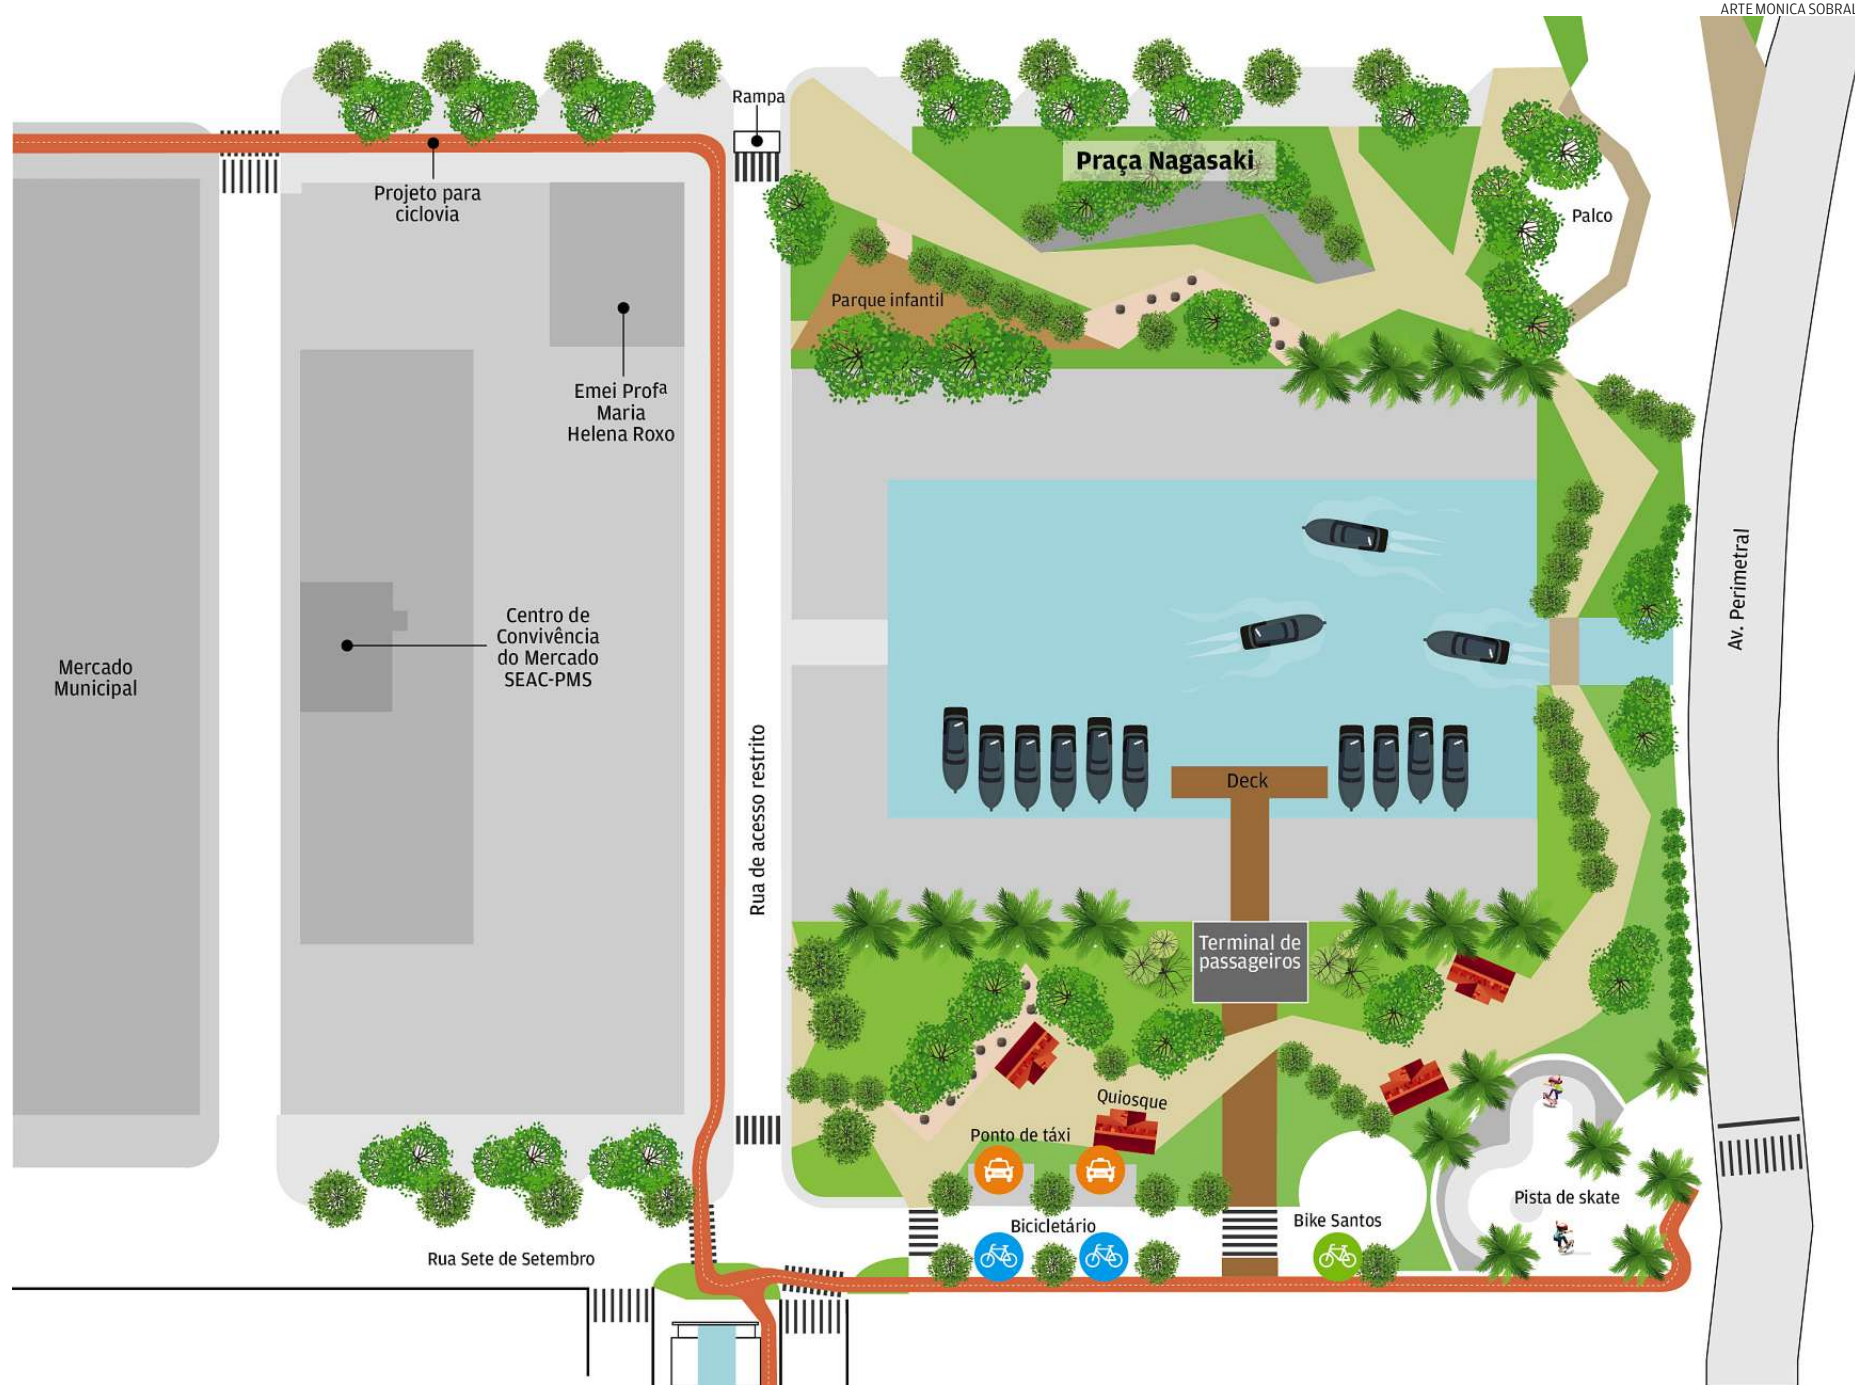 ARTE MONICA SOBRAL
Rampa
Praça Nagasaki
Projeto para
ciclovia
Palco
Parque infantil
Emei Profª
Maria
Helena Roxo
Av. Perimetral
Centro de
Convivência
do Mercado
SEAC-PMS
Mercado
Municipal
Rua de acesso restrito
Deck
Terminal de
passageiros
Quiosque
Ponto de táxi
Pista de skate
Bicicletário
Bike Santos
Rua Sete de Setembro